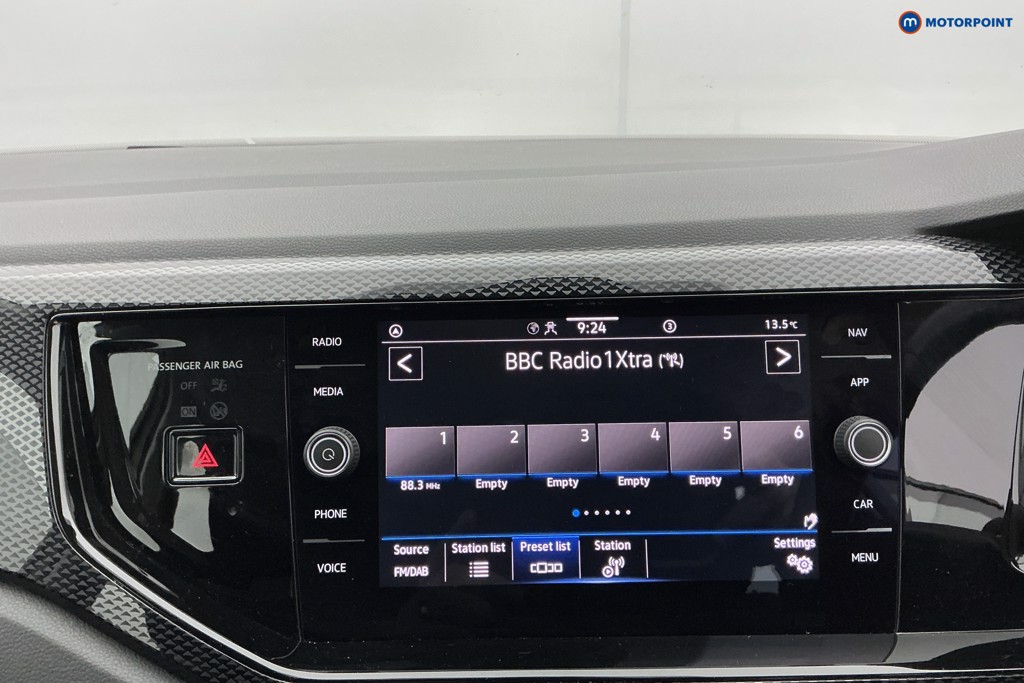 m MOTORPOINT
RADIO
MEDIA
PHONE
VOICE
PASSENGER AIR BAG
OFF
ON
9:24
3
13.5°C
< BBC Radio1Xtra >
1 2 3 4 5 6
88.3 MHz Empty Empty Empty Empty Empty
Source Station list Preset list Station Settings
FM/DAB
NAV
APP
CAR
MENU